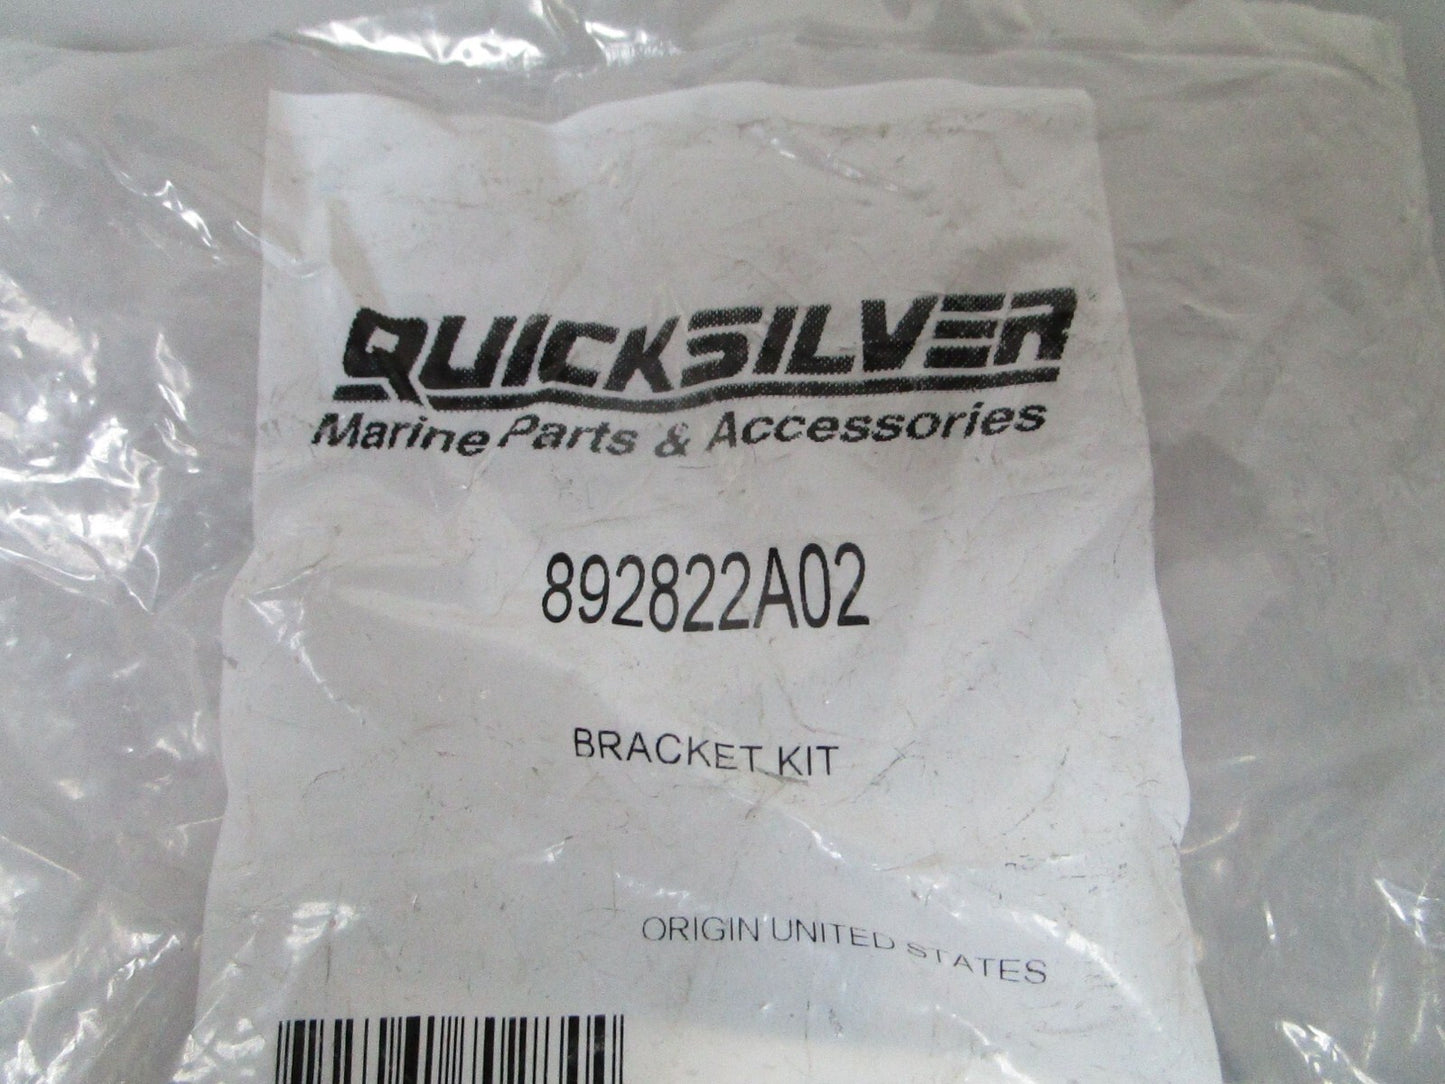 QUICKSILVER
Marine Parts & Accessories
892822A02
BRACKET KIT
ORIGIN UNITED STATES